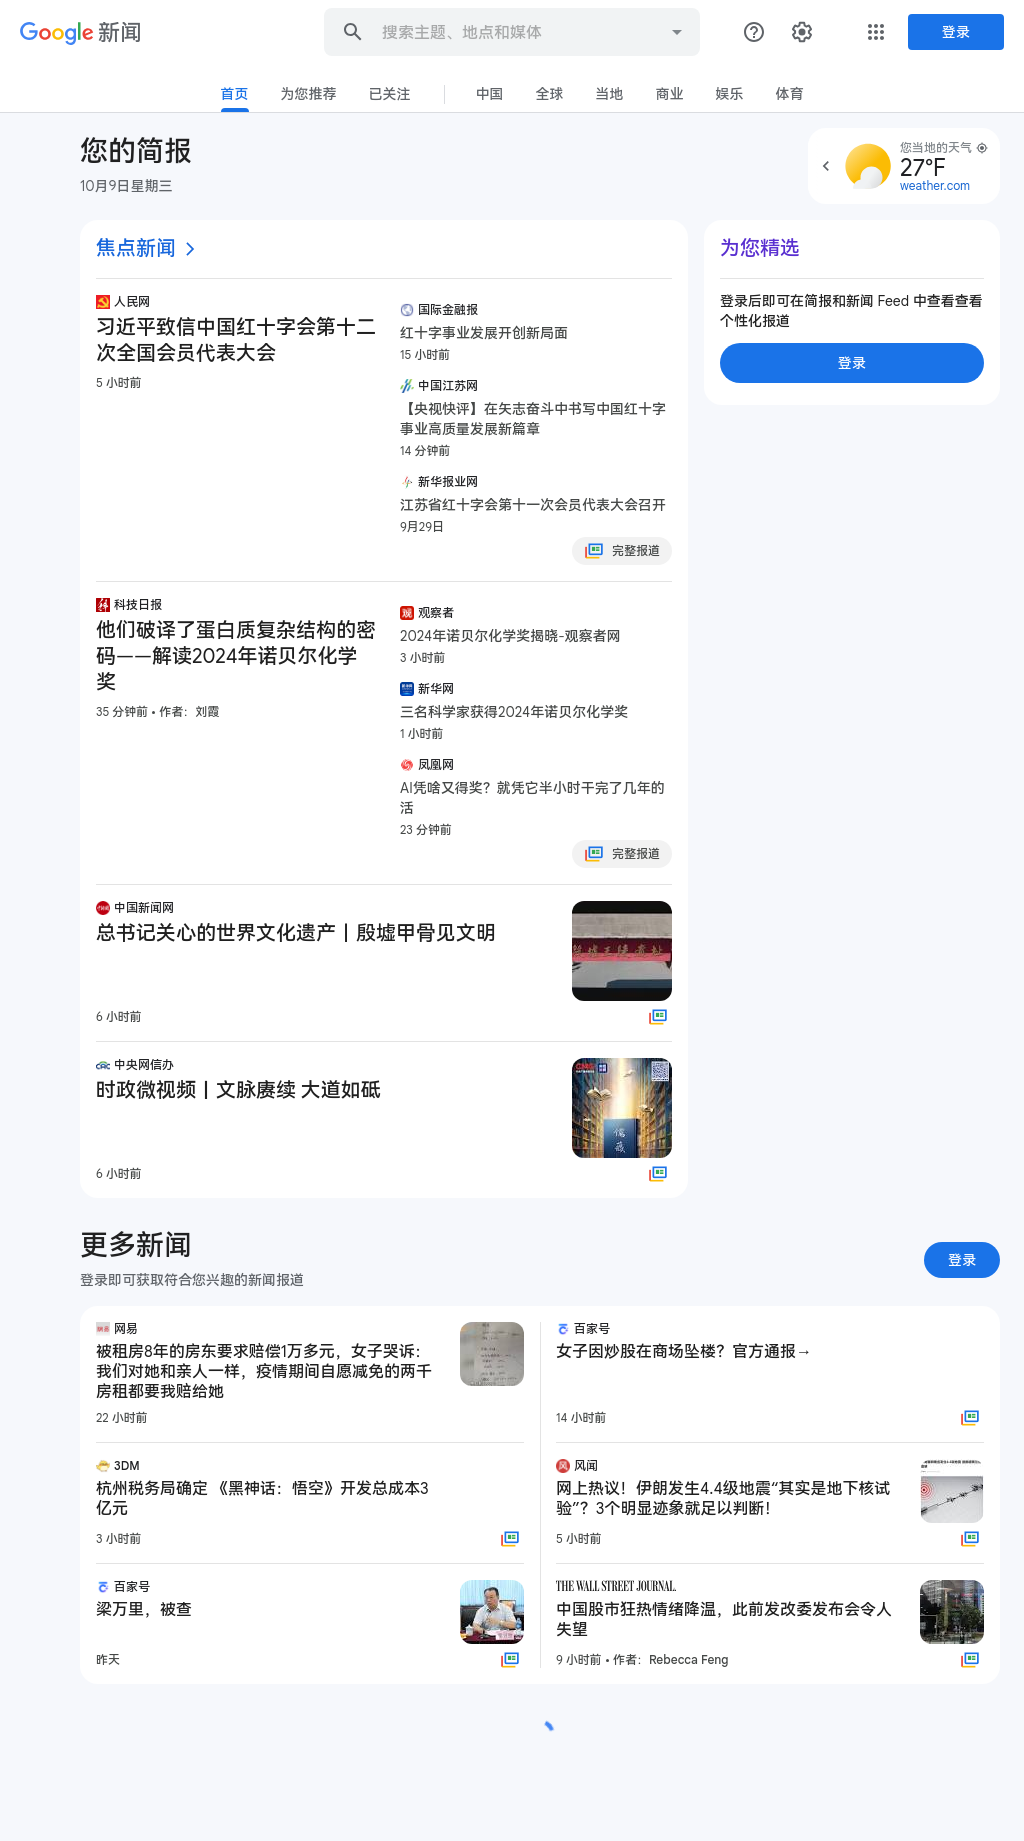 Google 新闻
搜索主题、地点和媒体
登录
首页
为您推荐
已关注
中国
全球
当地
商业
娱乐
体育
您的简报
10月9日星期三
您当地的天气
27°F
weather.com
焦点新闻
人民网
习近平致信中国红十字会第十二
次全国会员代表大会
5 小时前
国际金融报
红十字事业发展开创新局面
15 小时前
中国江苏网
【央视快评】在矢志奋斗中书写中国红十字
事业高质量发展新篇章
14 分钟前
新华报业网
江苏省红十字会第十一次会员代表大会召开
9月29日
完整报道
为您精选
登录后即可在简报和新闻 Feed 中查看查看
个性化报道
登录
科技日报
他们破译了蛋白质复杂结构的密
码——解读2024年诺贝尔化学
奖
35 分钟前 • 作者：刘霞
观察者
2024年诺贝尔化学奖揭晓-观察者网
3 小时前
新华网
三名科学家获得2024年诺贝尔化学奖
1 小时前
凤凰网
AI凭啥又得奖？就凭它半小时干完了几年的
活
23 分钟前
完整报道
中国新闻网
总书记关心的世界文化遗产丨殷墟甲骨见文明
殷墟王陵遗址
6 小时前
中央网信办
时政微视频丨文脉赓续 大道如砥
儒藏
6 小时前
更多新闻
登录即可获取符合您兴趣的新闻报道
登录
网易
被租房8年的房东要求赔偿1万多元，女子哭诉：
我们对她和亲人一样，疫情期间自愿减免的两千
房租都要我赔给她
22 小时前
百家号
女子因炒股在商场坠楼？官方通报→
14 小时前
3DM
杭州税务局确定 《黑神话：悟空》开发总成本3
亿元
3 小时前
风闻
网上热议！伊朗发生4.4级地震“其实是地下核试
验”？3个明显迹象就足以判断！
5 小时前
百家号
梁万里，被查
昨天
THE WALL STREET JOURNAL.
中国股市狂热情绪降温，此前发改委发布会令人
失望
9 小时前 • 作者：Rebecca Feng